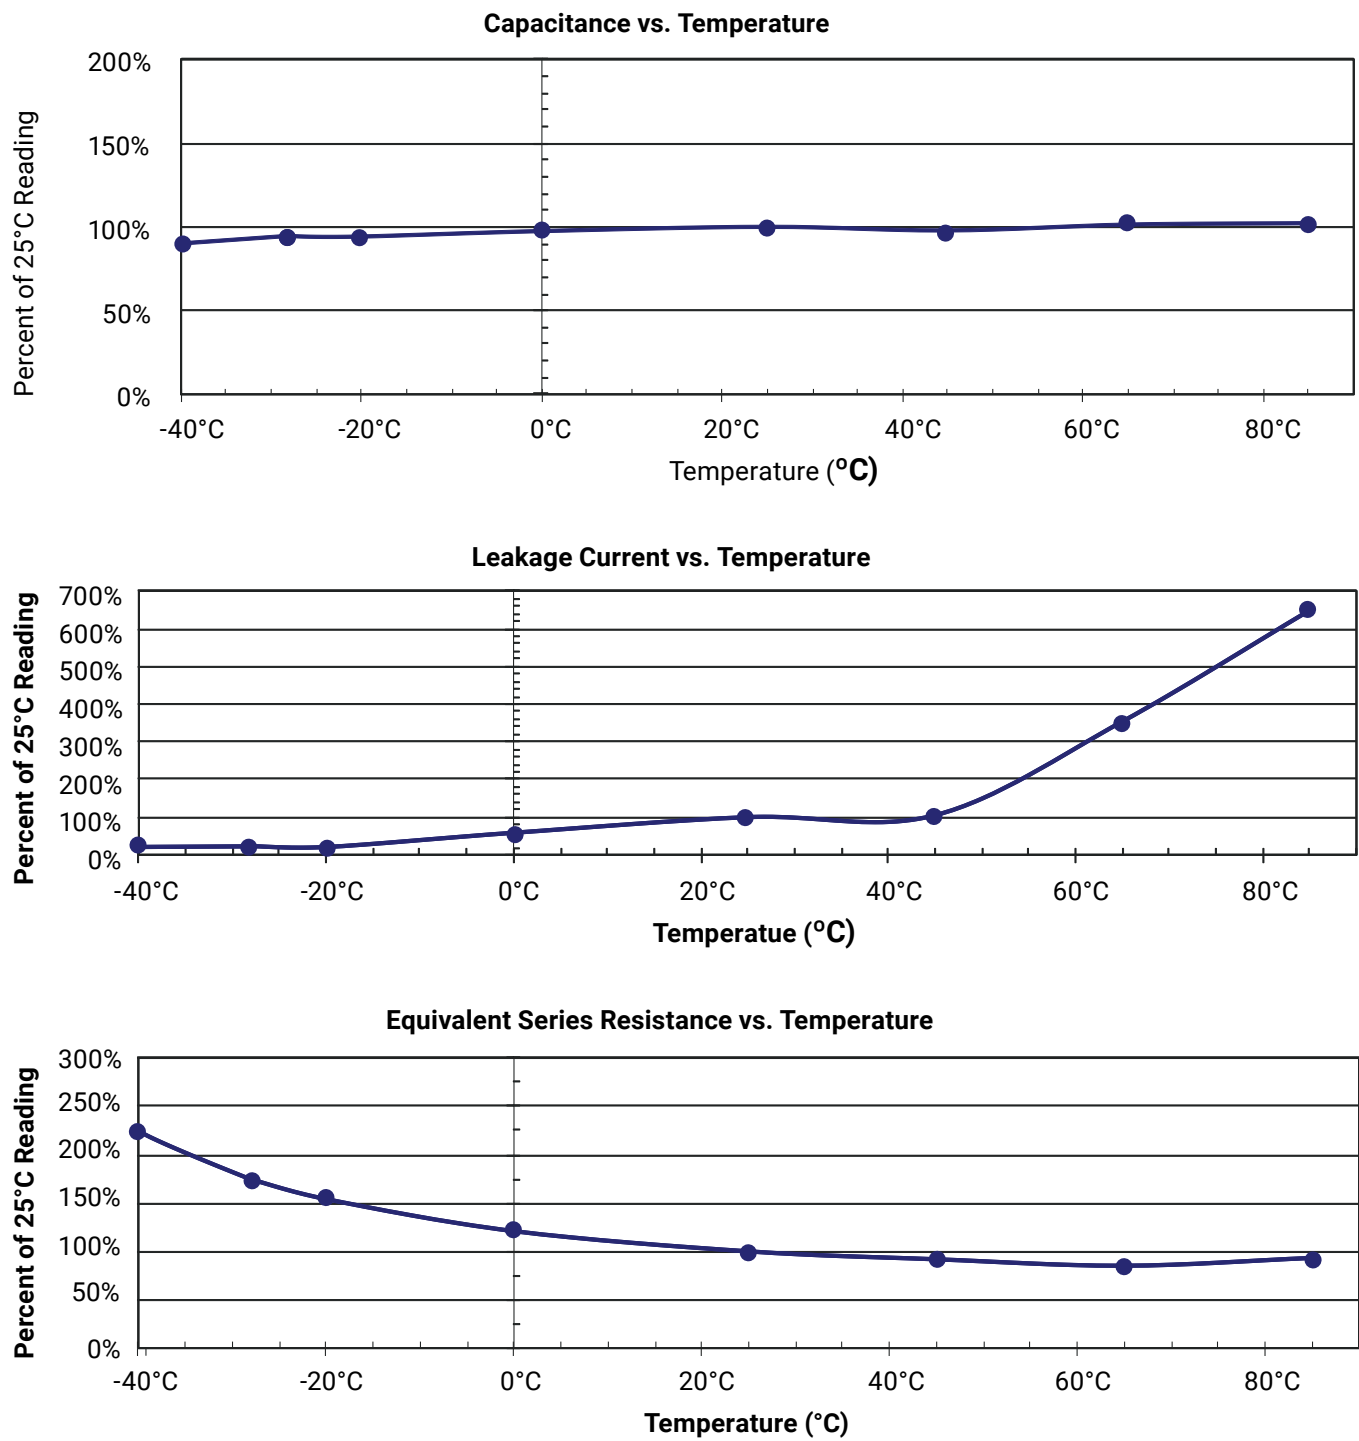 Capacitance vs. Temperature
Percent of 25°C Reading
200%
150%
100%
50%
0%
-40°C -20°C 0°C 20°C 40°C 60°C 80°C
Temperature (ºC)
Leakage Current vs. Temperature
Percent of 25°C Reading
700%
600%
500%
400%
300%
200%
100%
0%
-40°C -20°C 0°C 20°C 40°C 60°C 80°C
Temperatue (ºC)
Equivalent Series Resistance vs. Temperature
Percent of 25°C Reading
300%
250%
200%
150%
100%
50%
0%
-40°C -20°C 0°C 20°C 40°C 60°C 80°C
Temperature (°C)